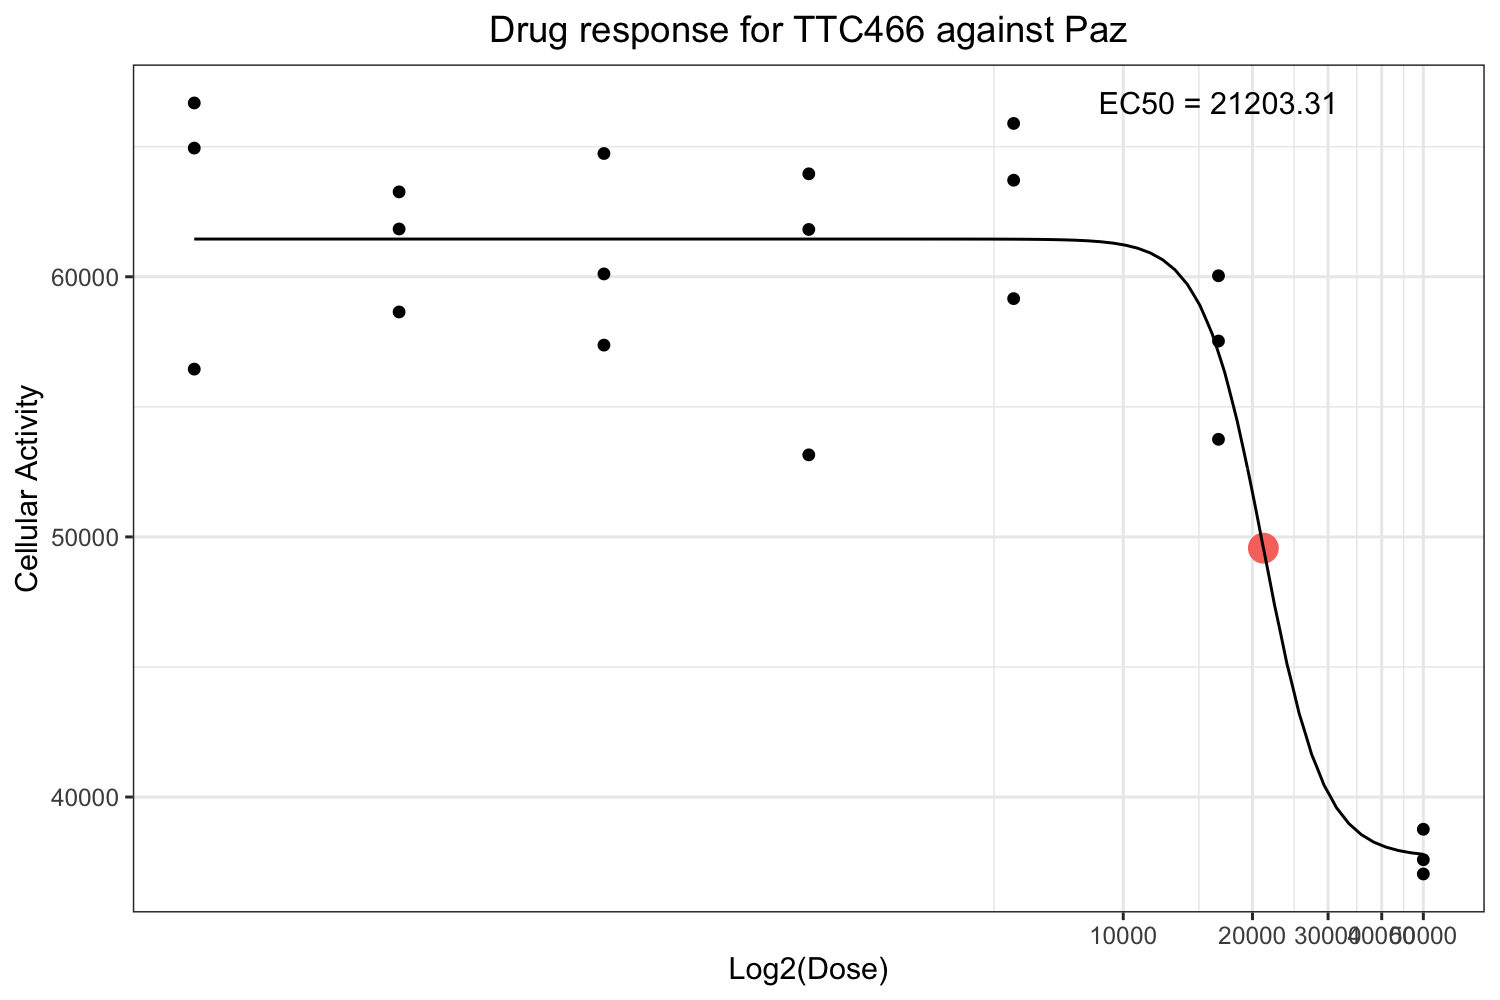 Drug response for TTC466 against Paz
EC50 = 21203.31
60000
50000
40000
Cellular Activity
10000 20000 30000 40000 50000
Log2(Dose)